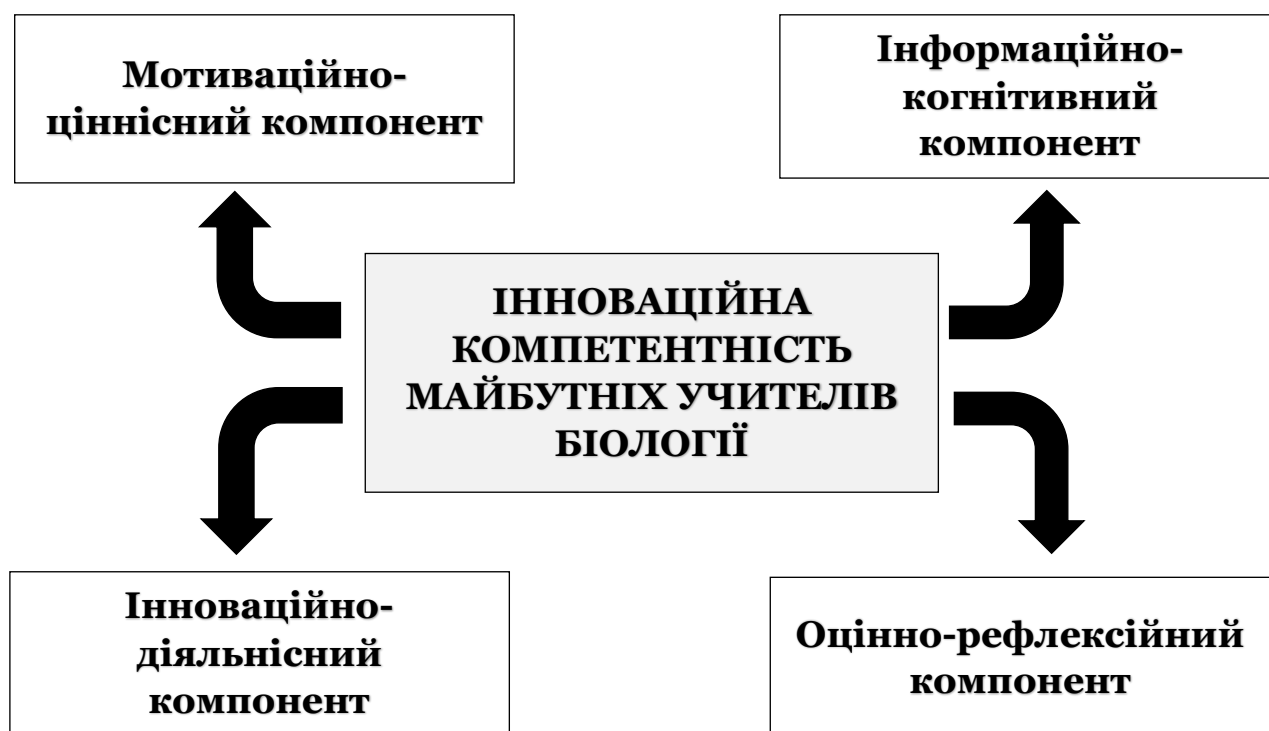 Мотиваційно-
ціннісний компонент
Інформаційно-
когнітивний
компонент
ІННОВАЦІЙНА
КОМПЕТЕНТНІСТЬ
МАЙБУТНІХ УЧИТЕЛІВ
БІОЛОГІЇ
Інноваційно-
діяльнісний
компонент
Оцінно-рефлексійний
компонент